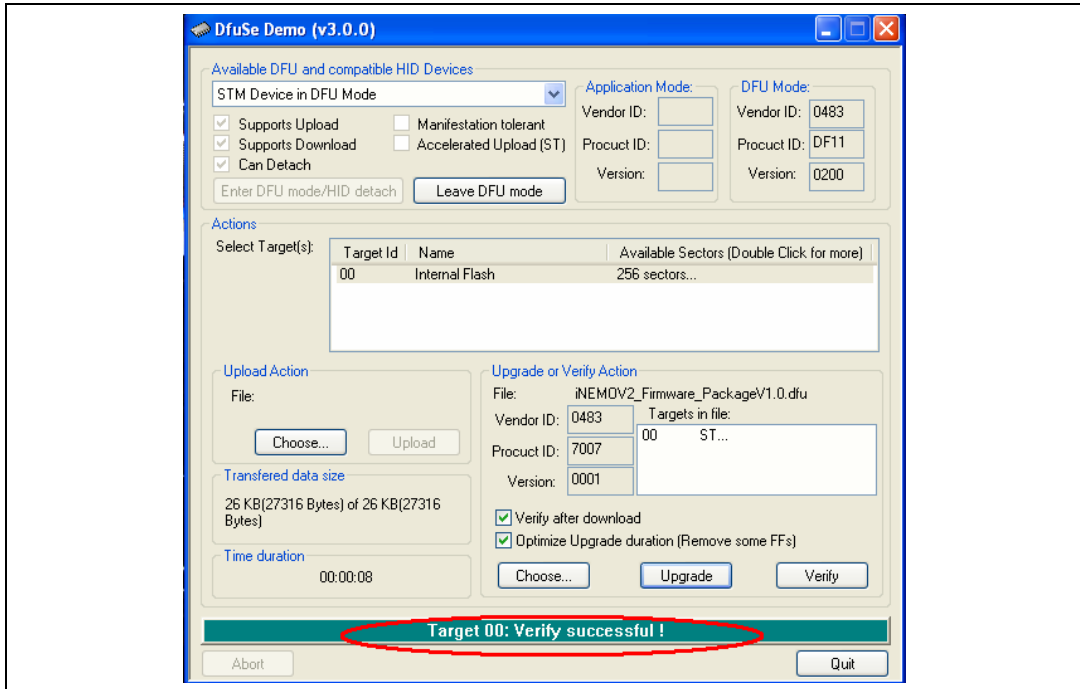 DfuSe Demo (v3.0.0)
Available DFU and compatible HID Devices
STM Device in DFU Mode
Supports Upload
Manifestation tolerant
Supports Download
Accelerated Upload (ST)
Can Detach
Enter DFU mode/HID detach
Leave DFU mode
Application Mode:
Vendor ID:
Procuct ID:
Version:
DFU Mode:
Vendor ID: 0483
Procuct ID: DF11
Version: 0200
Actions
Select Target(s):
Target Id Name Available Sectors (Double Click for more)
00 Internal Flash 256 sectors...
Upload Action
File:
Choose...
Upload
Transfered data size
26 KB(27316 Bytes) of 26 KB(27316
Bytes)
Time duration
00:00:08
Upgrade or Verify Action
File: iNEMOV2_Firmware_PackageV1.0.dfu
Vendor ID: 0483
Procuct ID: 7007
Version: 0001
Targets in file:
00 ST...
Verify after download
Optimize Upgrade duration (Remove some FFs)
Choose...
Upgrade
Verify
Target 00: Verify successful !
Abort
Quit